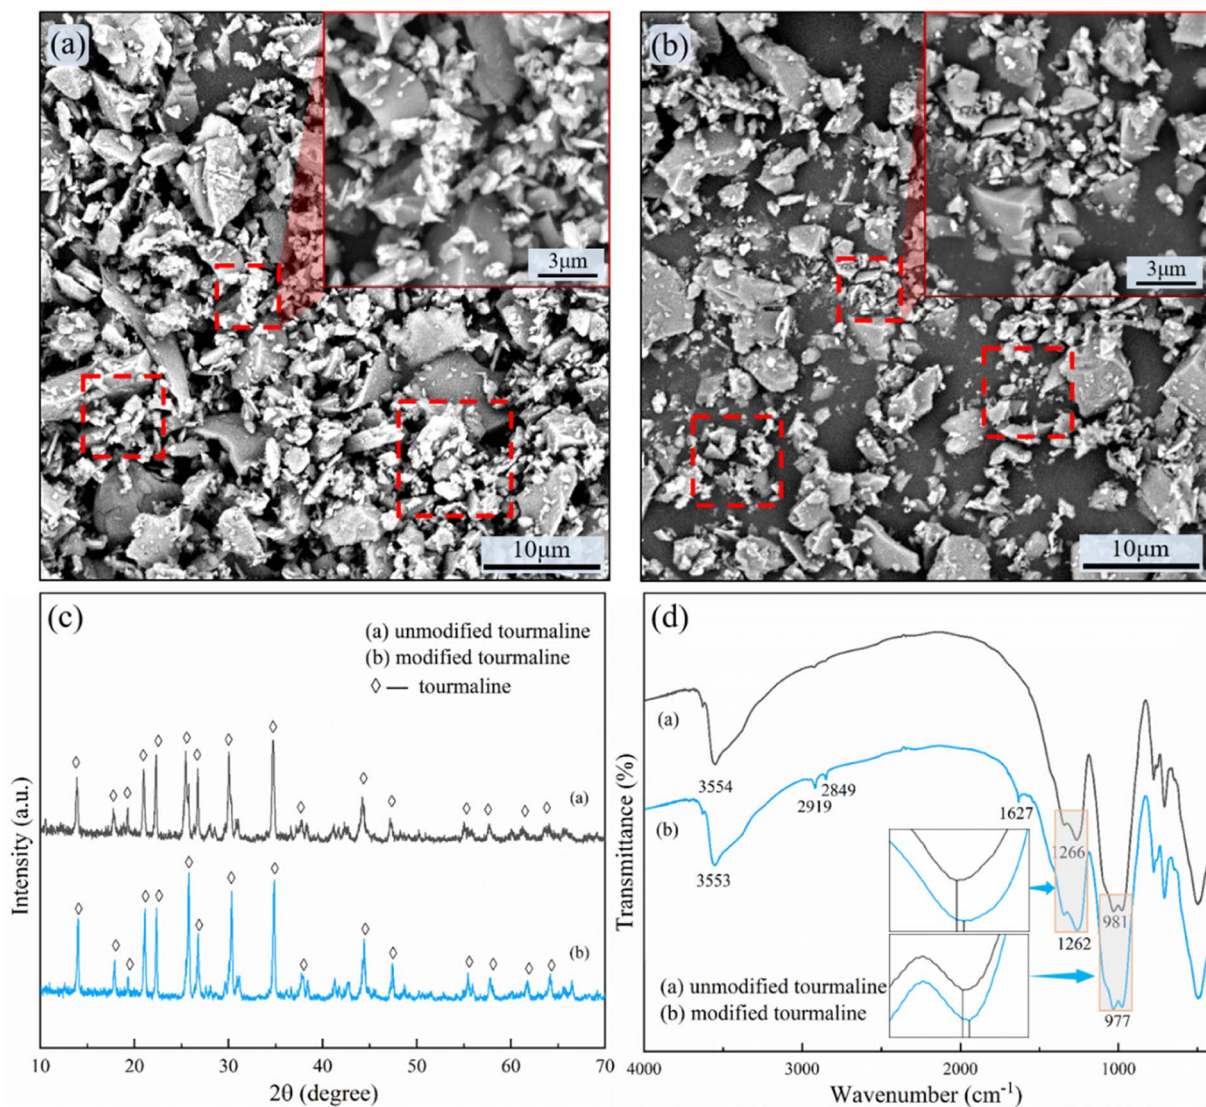 (a)
3μm
10μm
(b)
3μm
10μm
(c)
(a) unmodified tourmaline
(b) modified tourmaline
◇— tourmaline
(a)
(b)
Intensity (a.u.)
10 20 30 40 50 60 70
2θ (degree)
(d)
(a)
3554
2919
2849
1627
(b)
3553
1266
1262
981
977
(a) unmodified tourmaline
(b) modified tourmaline
Transmittance (%)
4000 3000 2000 1000
Wavenumber (cm⁻¹)